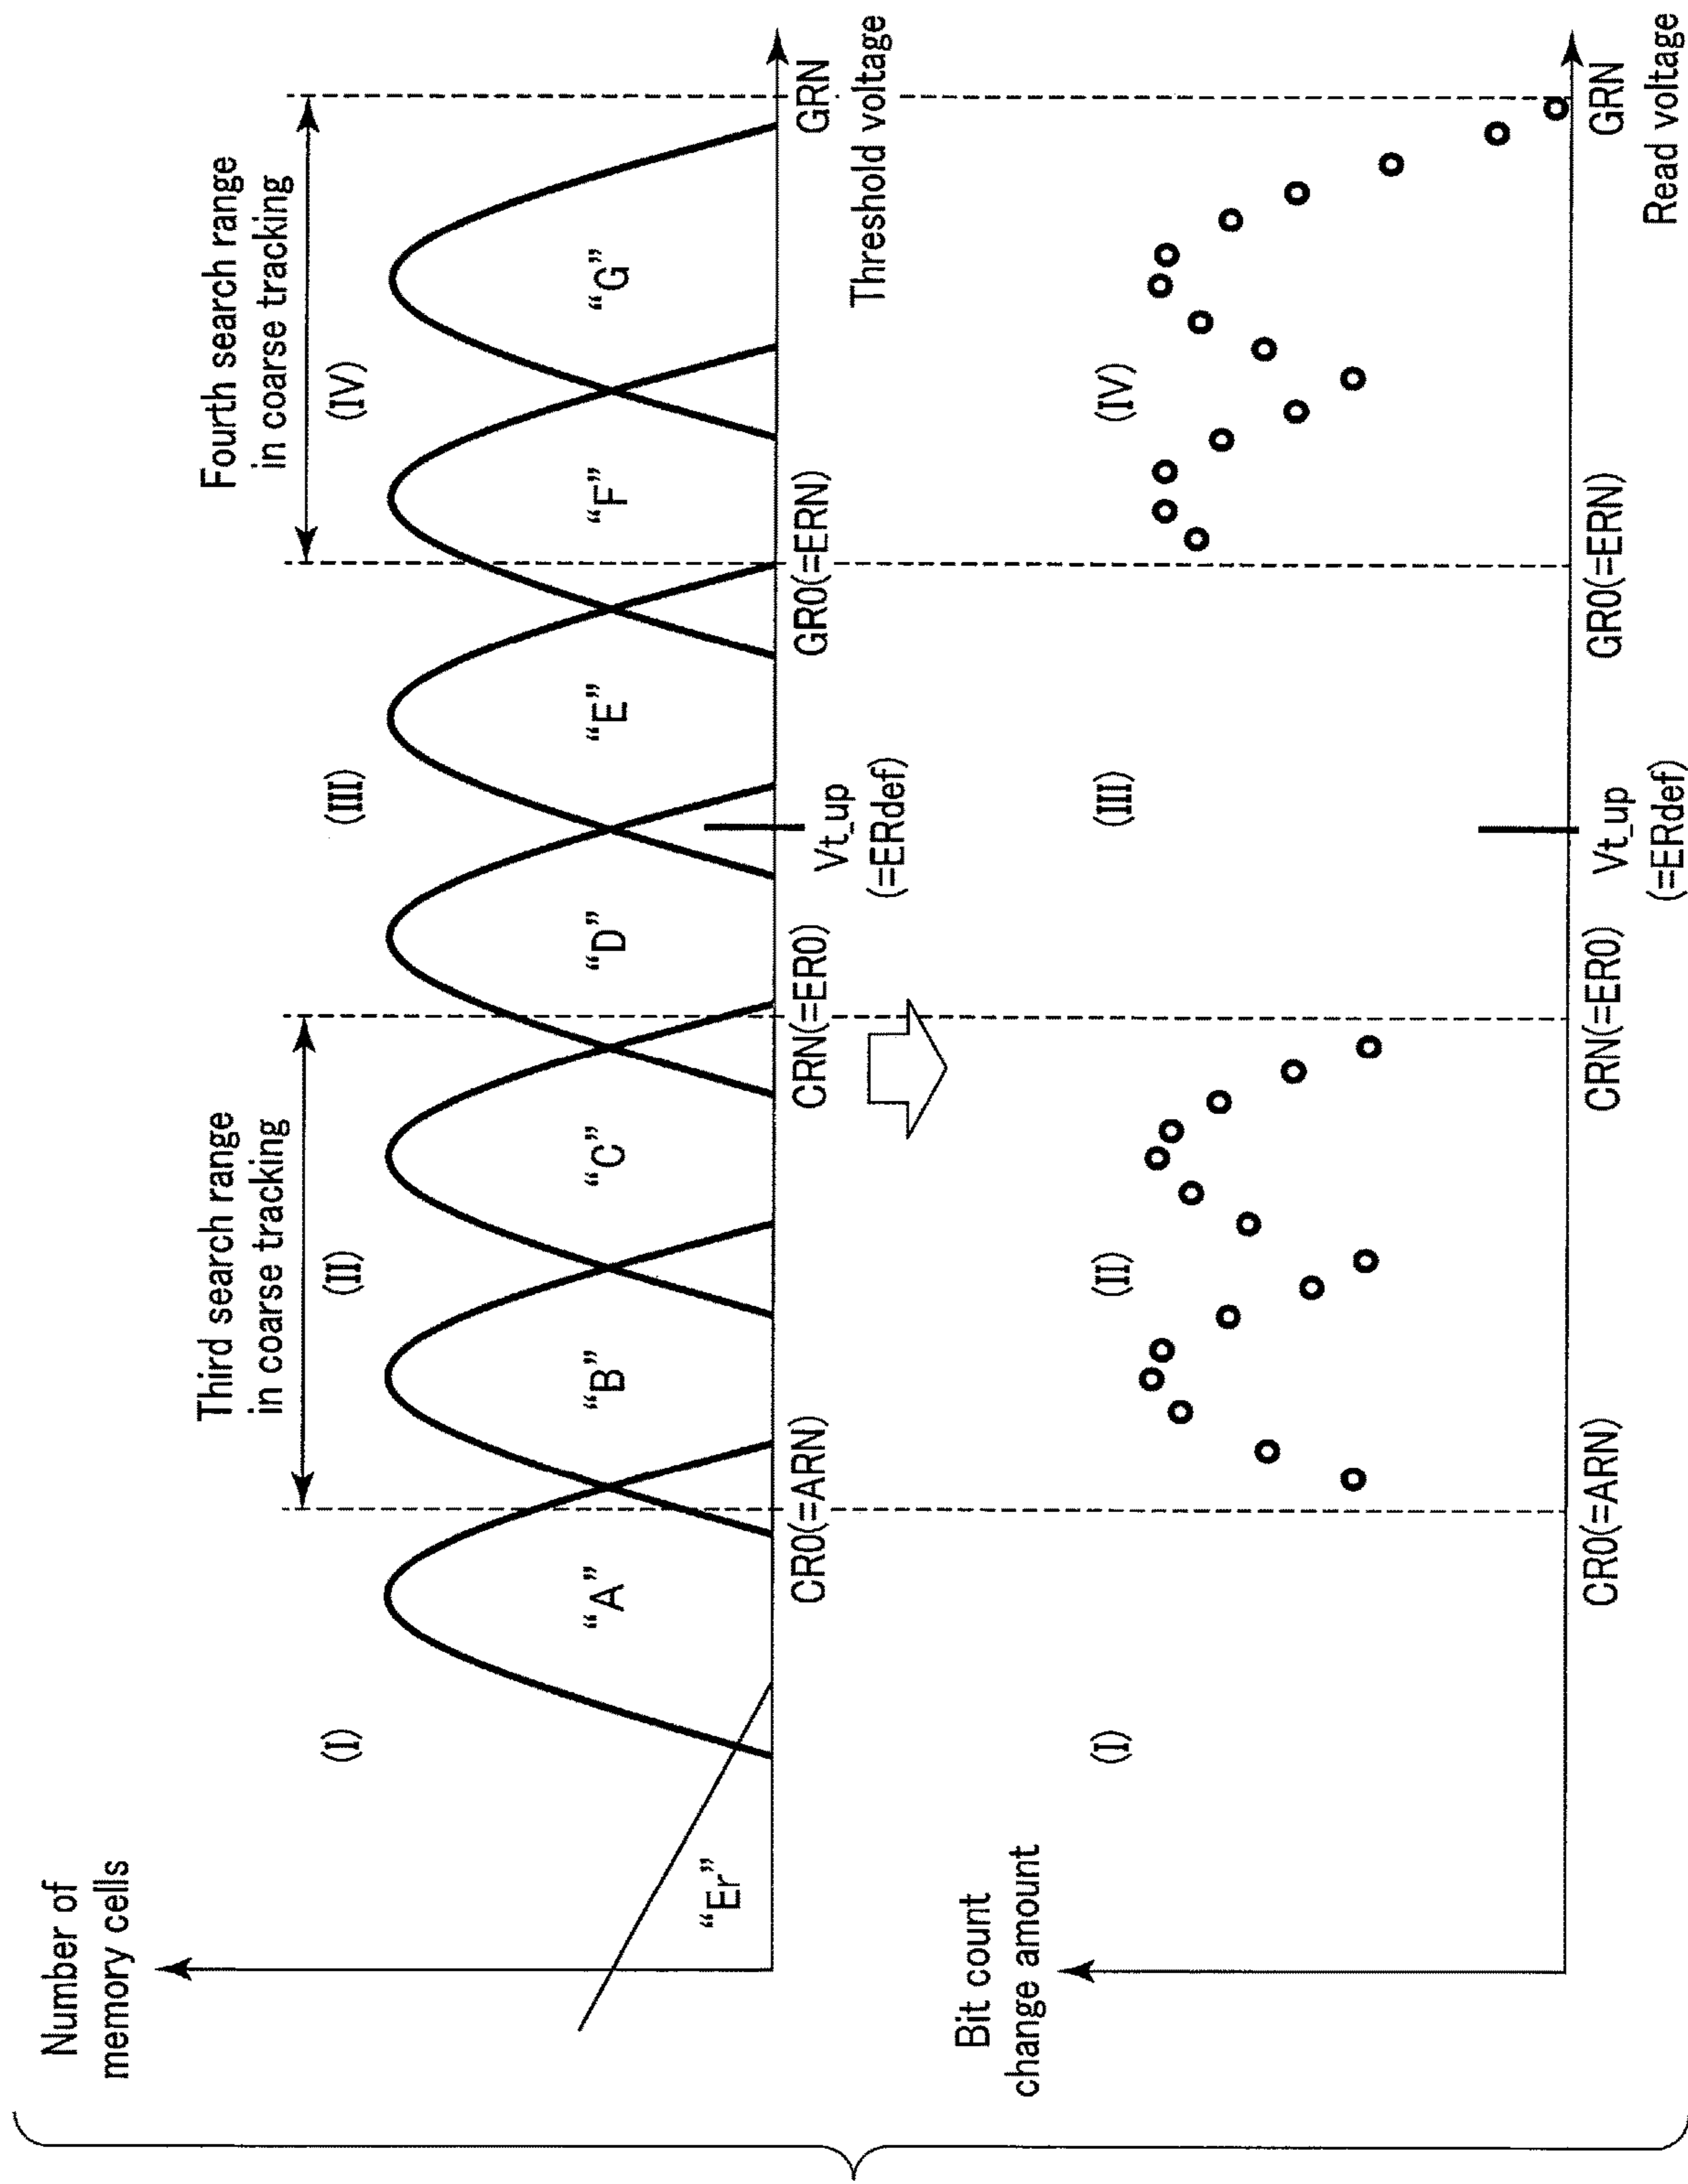 Number of
memory cells
Third search range
in coarse tracking
Fourth search range
in coarse tracking
(I)
(II)
(III)
(IV)
“Er”
“A”
“B”
“C”
“D”
“E”
“F”
“G”
CR0(=ARN)
CRN(=ER0)
Vt_up
(=ERdef)
GR0(=ERN)
GRN
Threshold voltage
Bit count
change amount
(I)
(II)
(III)
(IV)
CR0(=ARN)
CRN(=ER0)
Vt_up
(=ERdef)
GR0(=ERN)
GRN
Read voltage